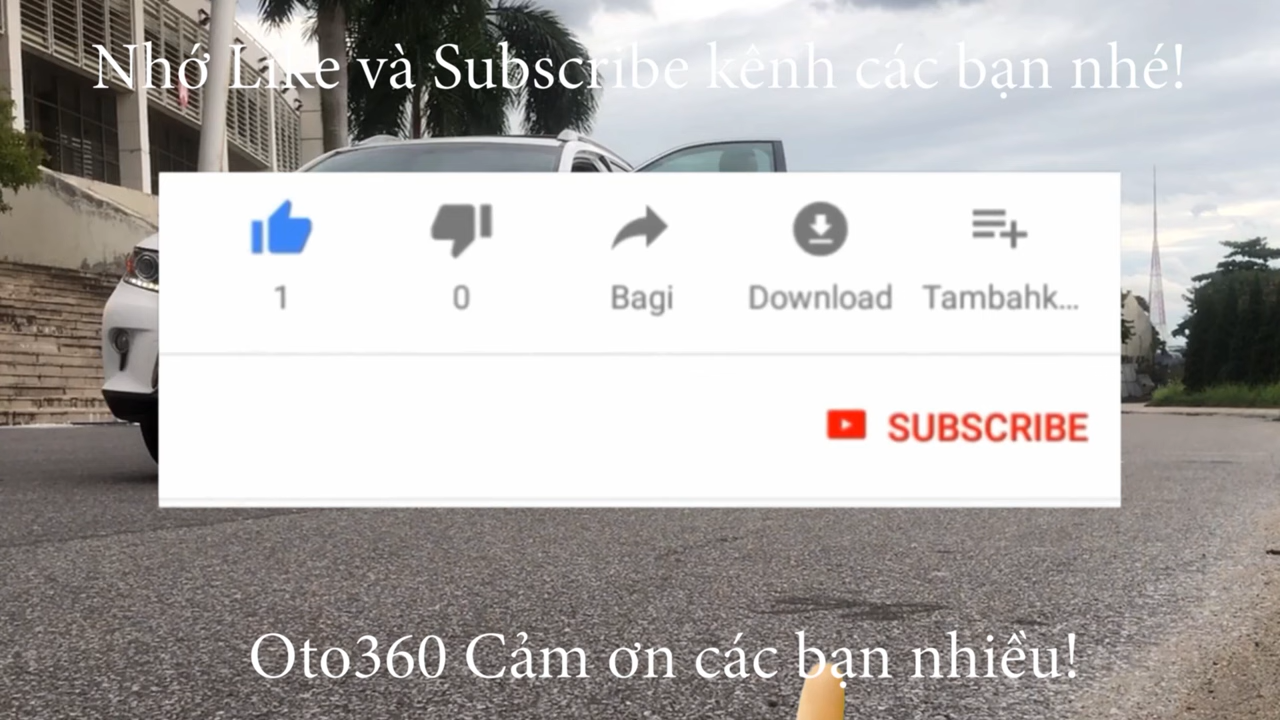 Nhớ Like và Subscribe kênh các bạn nhé!
1 0 Bagi Download Tambahk...
SUBSCRIBE
Oto360 Cảm ơn các bạn nhiều!